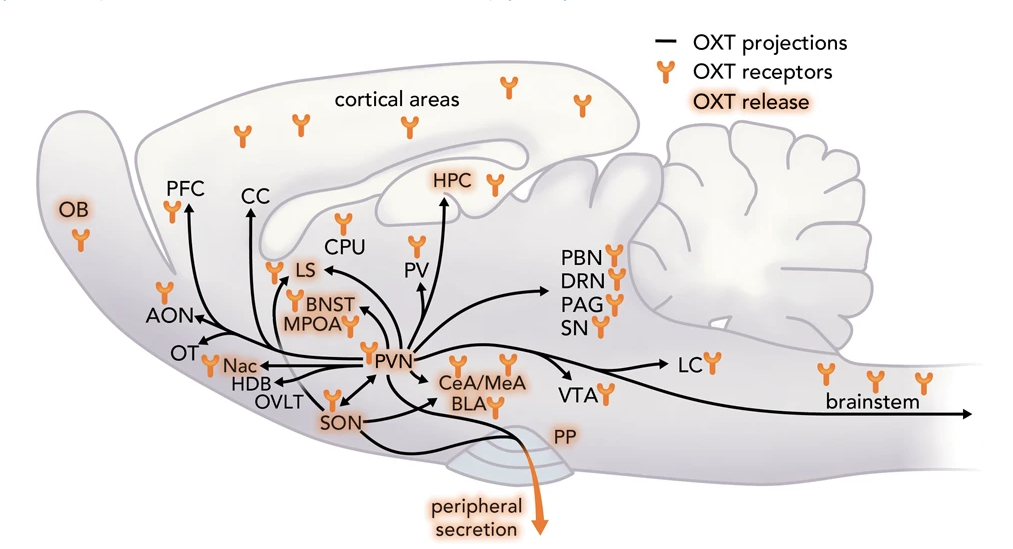 OXT projections
OXT receptors
OXT release
cortical areas
PFC
CC
HPC
OB
CPU
PV
LS
PBN
DRN
PAG
SN
BNST
MPOA
AON
OT
PVN
Nac
HDB
OVLT
CeA/MeA
BLA
LC
VTA
brainstem
SON
PP
peripheral
secretion